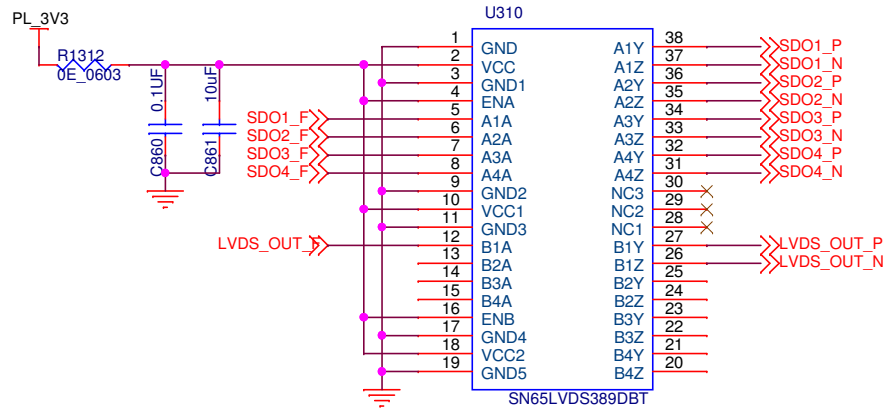 U310
PL_3V3
R1312
0E_0603
0.1UF
C860
10uF
C861
SDO1_F
SDO2_F
SDO3_F
SDO4_F
LVDS_OUT_F
1 GND A1Y 38 SDO1_P
2 VCC A1Z 37 SDO1_N
3 GND1 A2Y 36 SDO2_P
4 ENA A2Z 35 SDO2_N
5 A1A A3Y 34 SDO3_P
6 A2A A3Z 33 SDO3_N
7 A3A A4Y 32 SDO4_P
8 A4A A4Z 31 SDO4_N
9 GND2 NC3 30
10 VCC1 NC2 29
11 GND3 NC1 28
12 B1A B1Y 27 LVDS_OUT_P
13 B2A B1Z 26 LVDS_OUT_N
14 B3A B2Y 25
15 B4A B2Z 24
16 ENB B3Y 23
17 GND4 B3Z 22
18 VCC2 B4Y 21
19 GND5 B4Z 20
SN65LVDS389DBT